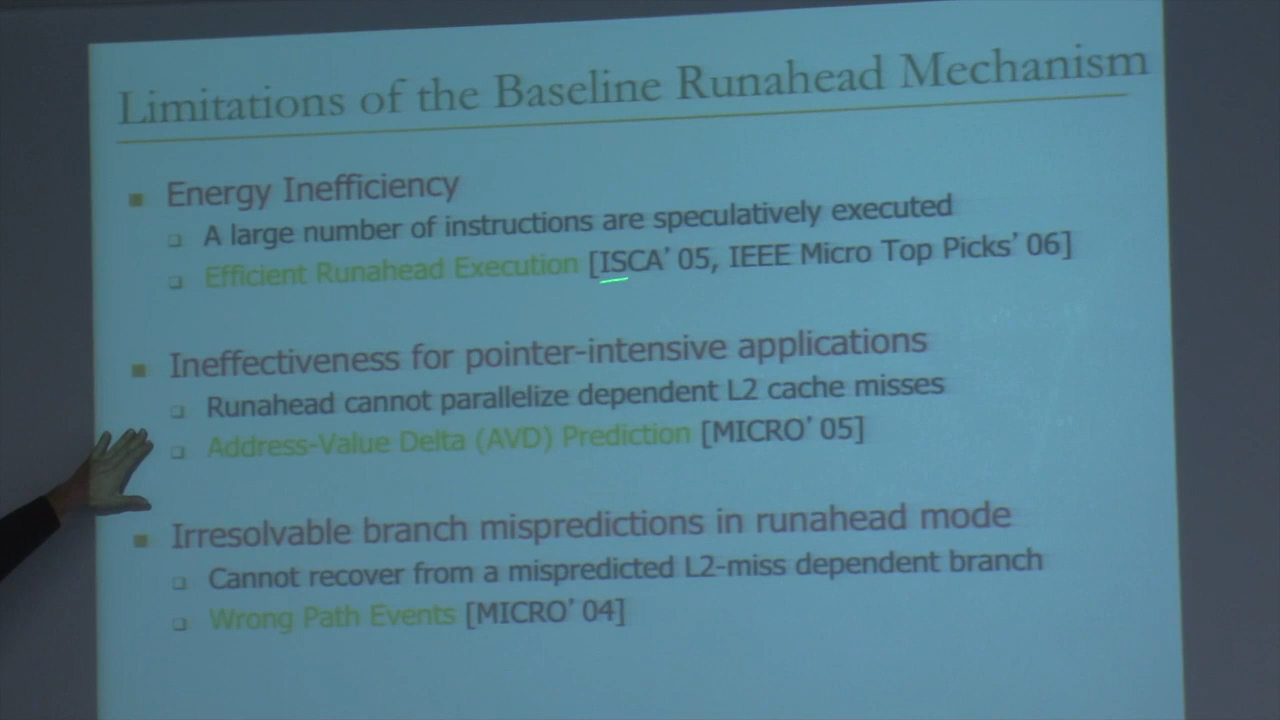 Limitations of the Baseline Runahead Mechanism
Energy Inefficiency
A large number of instructions are speculatively executed
Efficient Runahead Execution [ISCA’ 05, IEEE Micro Top Picks’ 06]
Ineffectiveness for pointer-intensive applications
Runahead cannot parallelize dependent L2 cache misses
Address-Value Delta (AVD) Prediction [MICRO’ 05]
Irresolvable branch mispredictions in runahead mode
Cannot recover from a mispredicted L2-miss dependent branch
Wrong Path Events [MICRO’ 04]